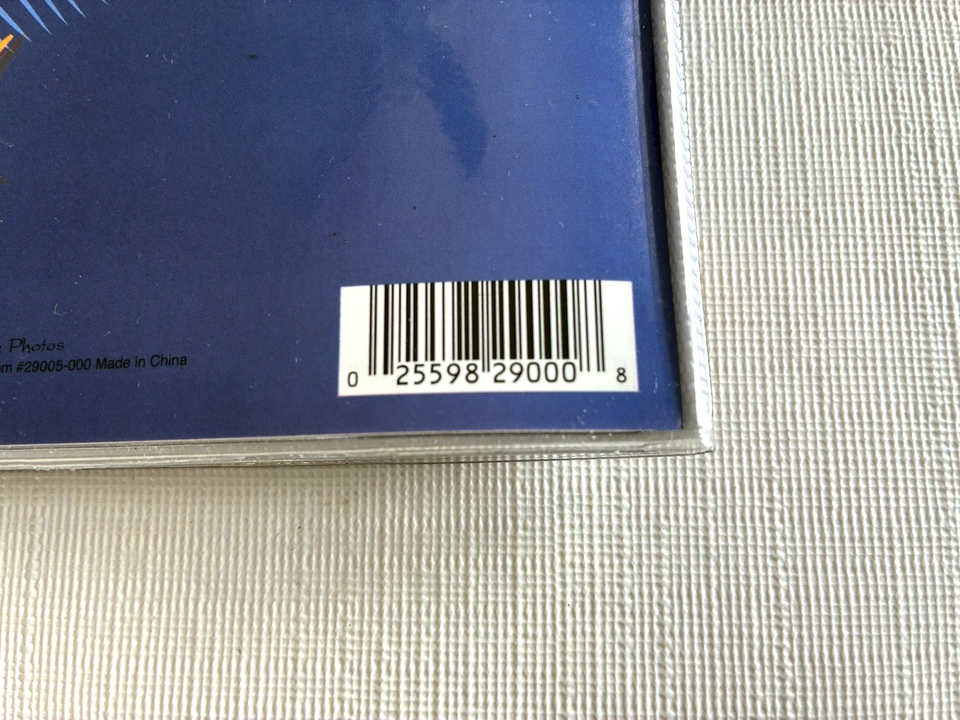 Photos
#29005-000 Made in China
0 25598 29000 8